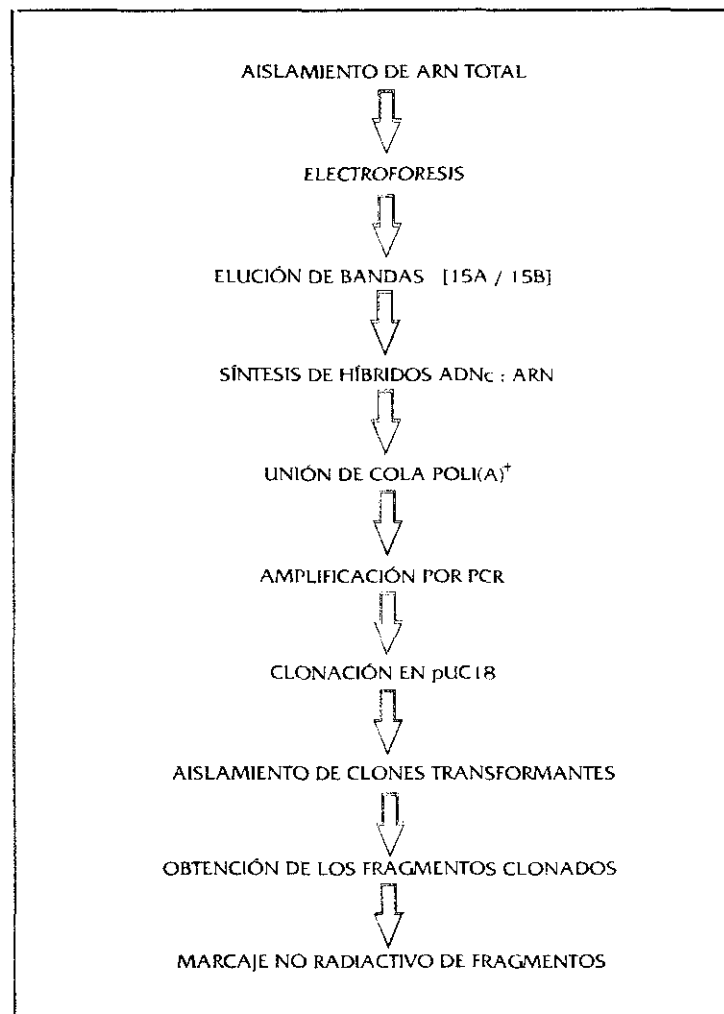 AISLAMIENTO DE ARN TOTAL
ELECTROFORESIS
ELUCIÓN DE BANDAS [15A / 15B]
SÍNTESIS DE HÍBRIDOS ADNc : ARN
UNIÓN DE COLA POLI(A)⁺
AMPLIFICACIÓN POR PCR
CLONACIÓN EN pUC18
AISLAMIENTO DE CLONES TRANSFORMANTES
OBTENCIÓN DE LOS FRAGMENTOS CLONADOS
MARCAJE NO RADIACTIVO DE FRAGMENTOS